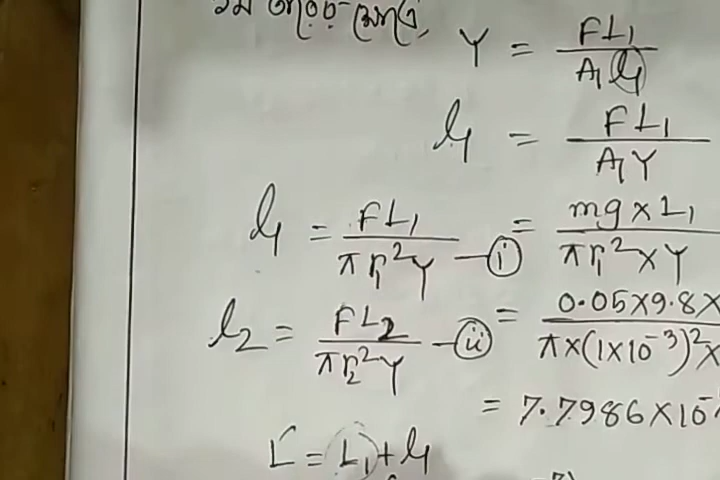 ১ম তারের ক্ষেত্রে,
Y = FL₁ / A₁l₁
l₁ = FL₁ / A₁Y
l₁ = FL₁ / πr₁²Y — (i) = mg × L₁ / πr₁² × Y
l₂ = FL₂ / πr₂²Y — (ii) = 0.05×9.8× / π×(1×10⁻³)²×
= 7.7986×10⁻
L = L₁ + l₁